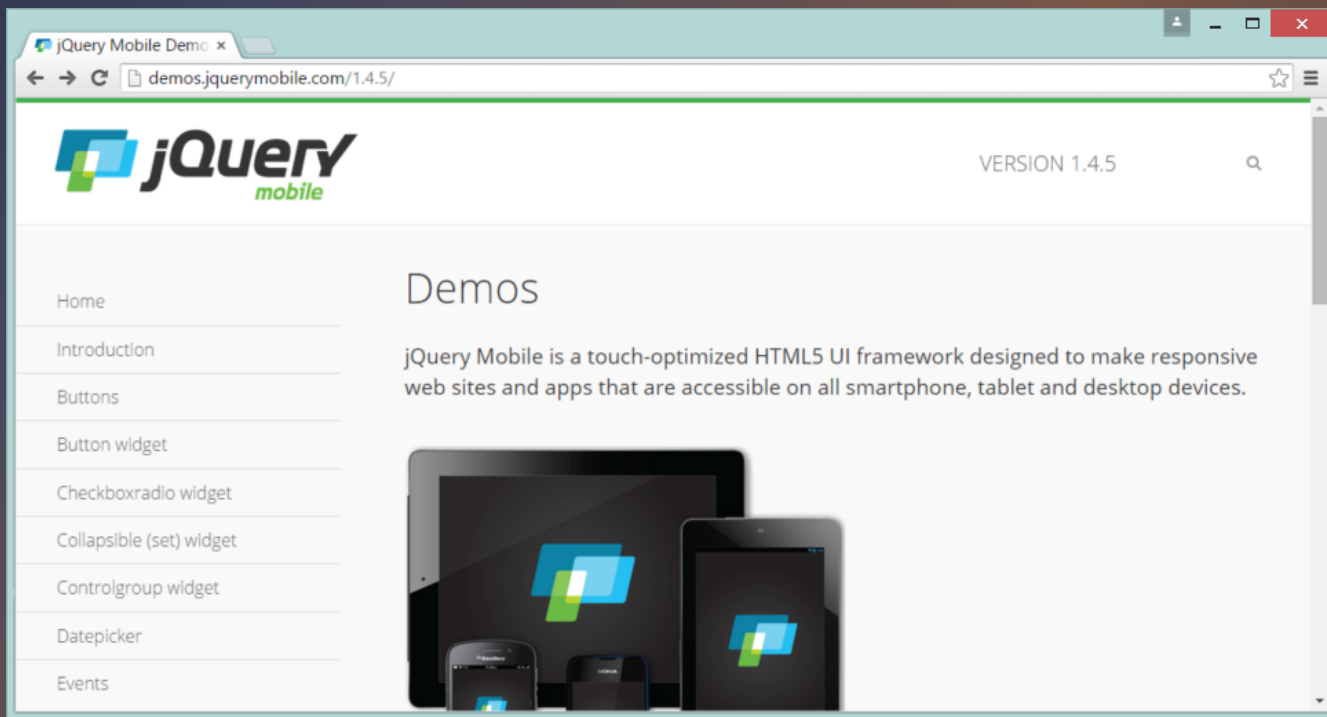 jQuery Mobile Demo
demos.jquerymobile.com/1.4.5/
jQuery
mobile
VERSION 1.4.5
Home
Introduction
Buttons
Button widget
Checkboxradio widget
Collapsible (set) widget
Controlgroup widget
Datepicker
Events
Demos
jQuery Mobile is a touch-optimized HTML5 UI framework designed to make responsive
web sites and apps that are accessible on all smartphone, tablet and desktop devices.
BlackBerry
NOKIA